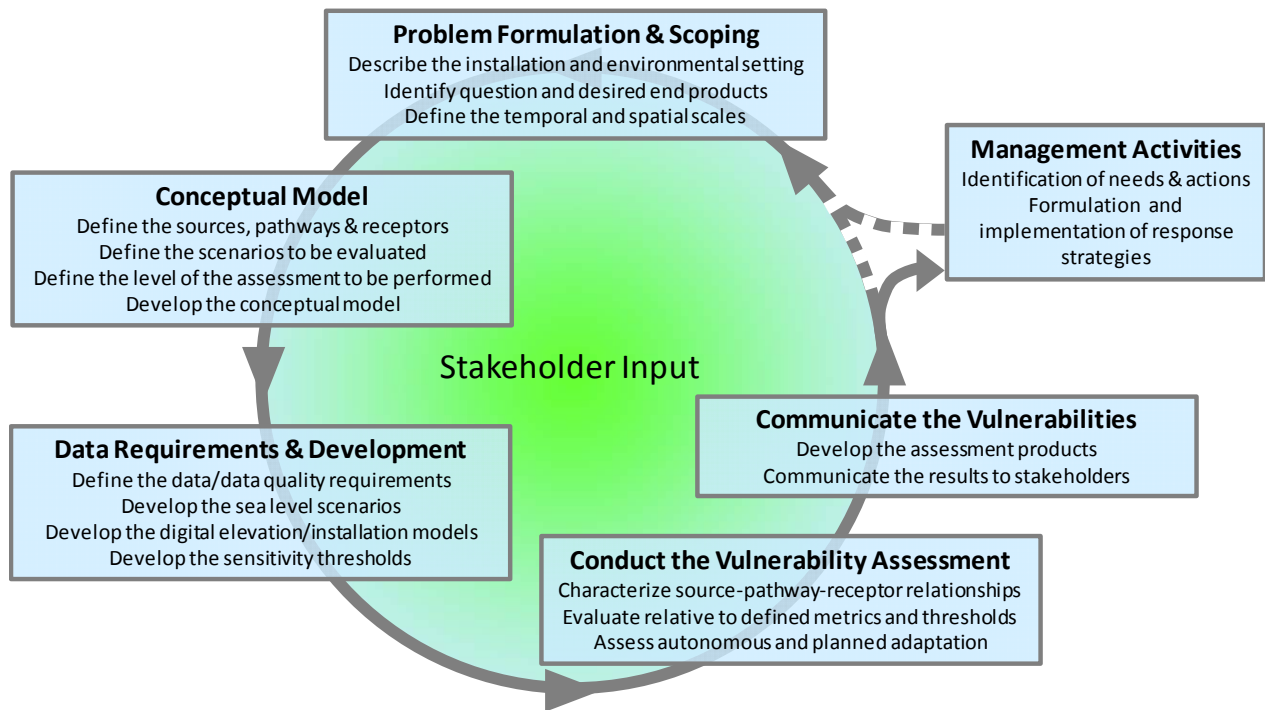 Problem Formulation & Scoping
Describe the installation and environmental setting
Identify question and desired end products
Define the temporal and spatial scales
Management Activities
Identification of needs & actions
Formulation and
implementation of response
strategies
Conceptual Model
Define the sources, pathways & receptors
Define the scenarios to be evaluated
Define the level of the assessment to be performed
Develop the conceptual model
Stakeholder Input
Communicate the Vulnerabilities
Develop the assessment products
Communicate the results to stakeholders
Data Requirements & Development
Define the data/data quality requirements
Develop the sea level scenarios
Develop the digital elevation/installation models
Develop the sensitivity thresholds
Conduct the Vulnerability Assessment
Characterize source-pathway-receptor relationships
Evaluate relative to defined metrics and thresholds
Assess autonomous and planned adaptation